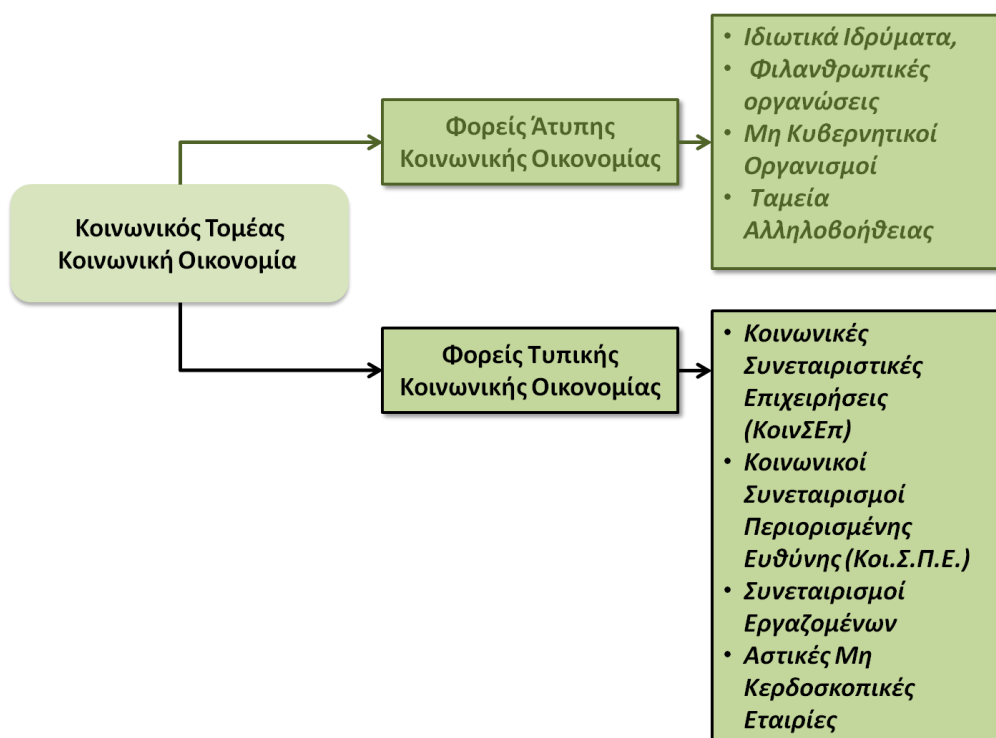 Κοινωνικός Τομέας
Κοινωνική Οικονομία
Φορείς Άτυπης
Κοινωνικής Οικονομίας
• Ιδιωτικά Ιδρύματα,
• Φιλανθρωπικές
οργανώσεις
• Μη Κυβερνητικοί
Οργανισμοί
• Ταμεία
Αλληλοβοήθειας
Φορείς Τυπικής
Κοινωνικής Οικονομίας
• Κοινωνικές
Συνεταιριστικές
Επιχειρήσεις
(ΚοινΣΕπ)
• Κοινωνικοί
Συνεταιρισμοί
Περιορισμένης
Ευθύνης (Κοι.Σ.Π.Ε.)
• Συνεταιρισμοί
Εργαζομένων
• Αστικές Μη
Κερδοσκοπικές
Εταιρίες